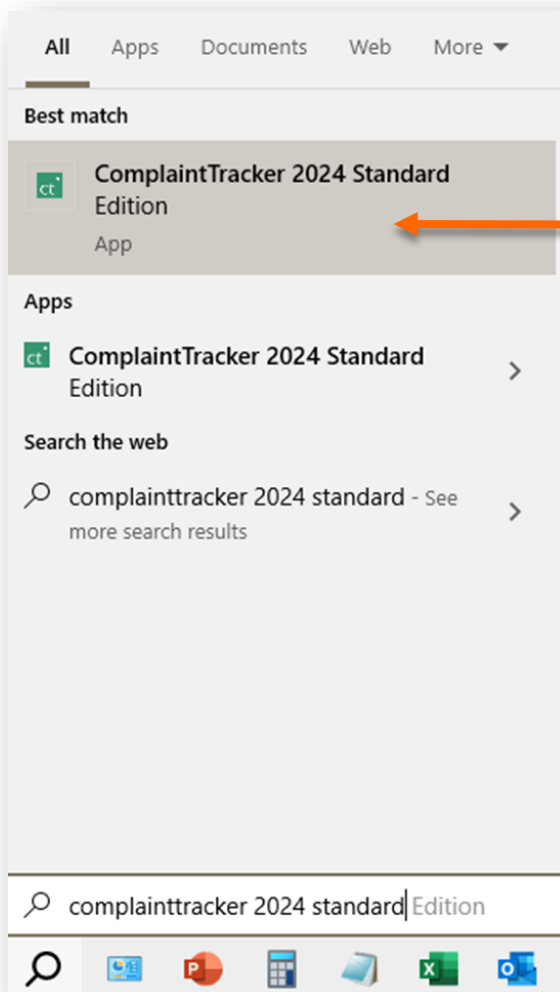 All Apps Documents Web More
Best match
ct
ComplaintTracker 2024 Standard
Edition
App
Apps
ct
ComplaintTracker 2024 Standard
Edition
Search the web
complainttracker 2024 standard - See
more search results
complainttracker 2024 standard Edition
P
X
O